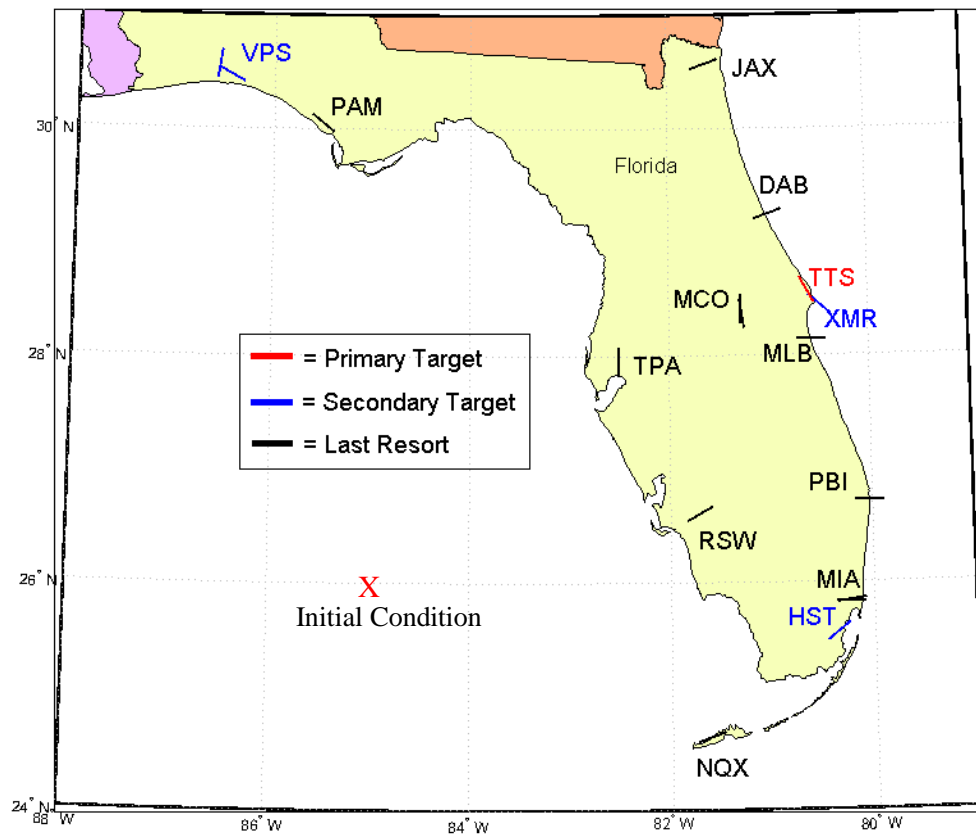 VPS
JAX
PAM
30° N
Florida
DAB
TTS
MCO
XMR
MLB
28° N
TPA
= Primary Target
= Secondary Target
= Last Resort
PBI
RSW
26° N
X
Initial Condition
MIA
HST
NQX
24° N
88° W
86° W
84° W
82° W
80° W